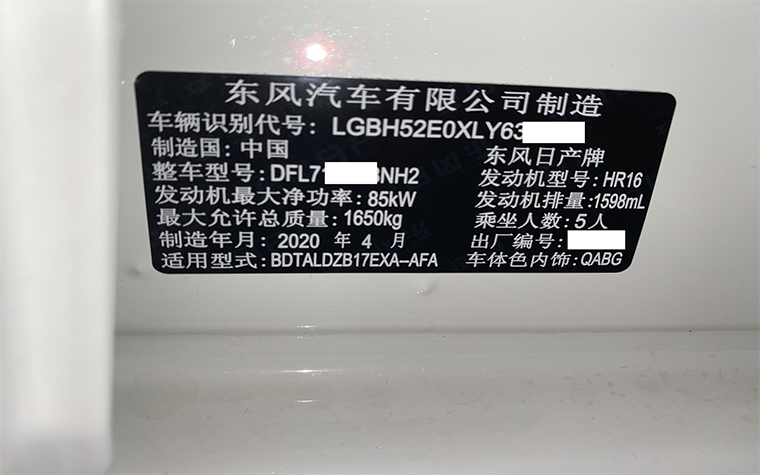 东风汽车有限公司制造
车辆识别代号: LGBH52E0XLY63
制造国: 中国 东风日产牌
整车型号: DFL71 NH2 发动机型号: HR16
发动机最大净功率: 85kW 发动机排量: 1598mL
最大允许总质量: 1650kg 乘坐人数: 5人
制造年月: 2020 年 4 月 出厂编号:
适用型式: BDTALDZB17EXA-AFA 车体色内饰: QABG